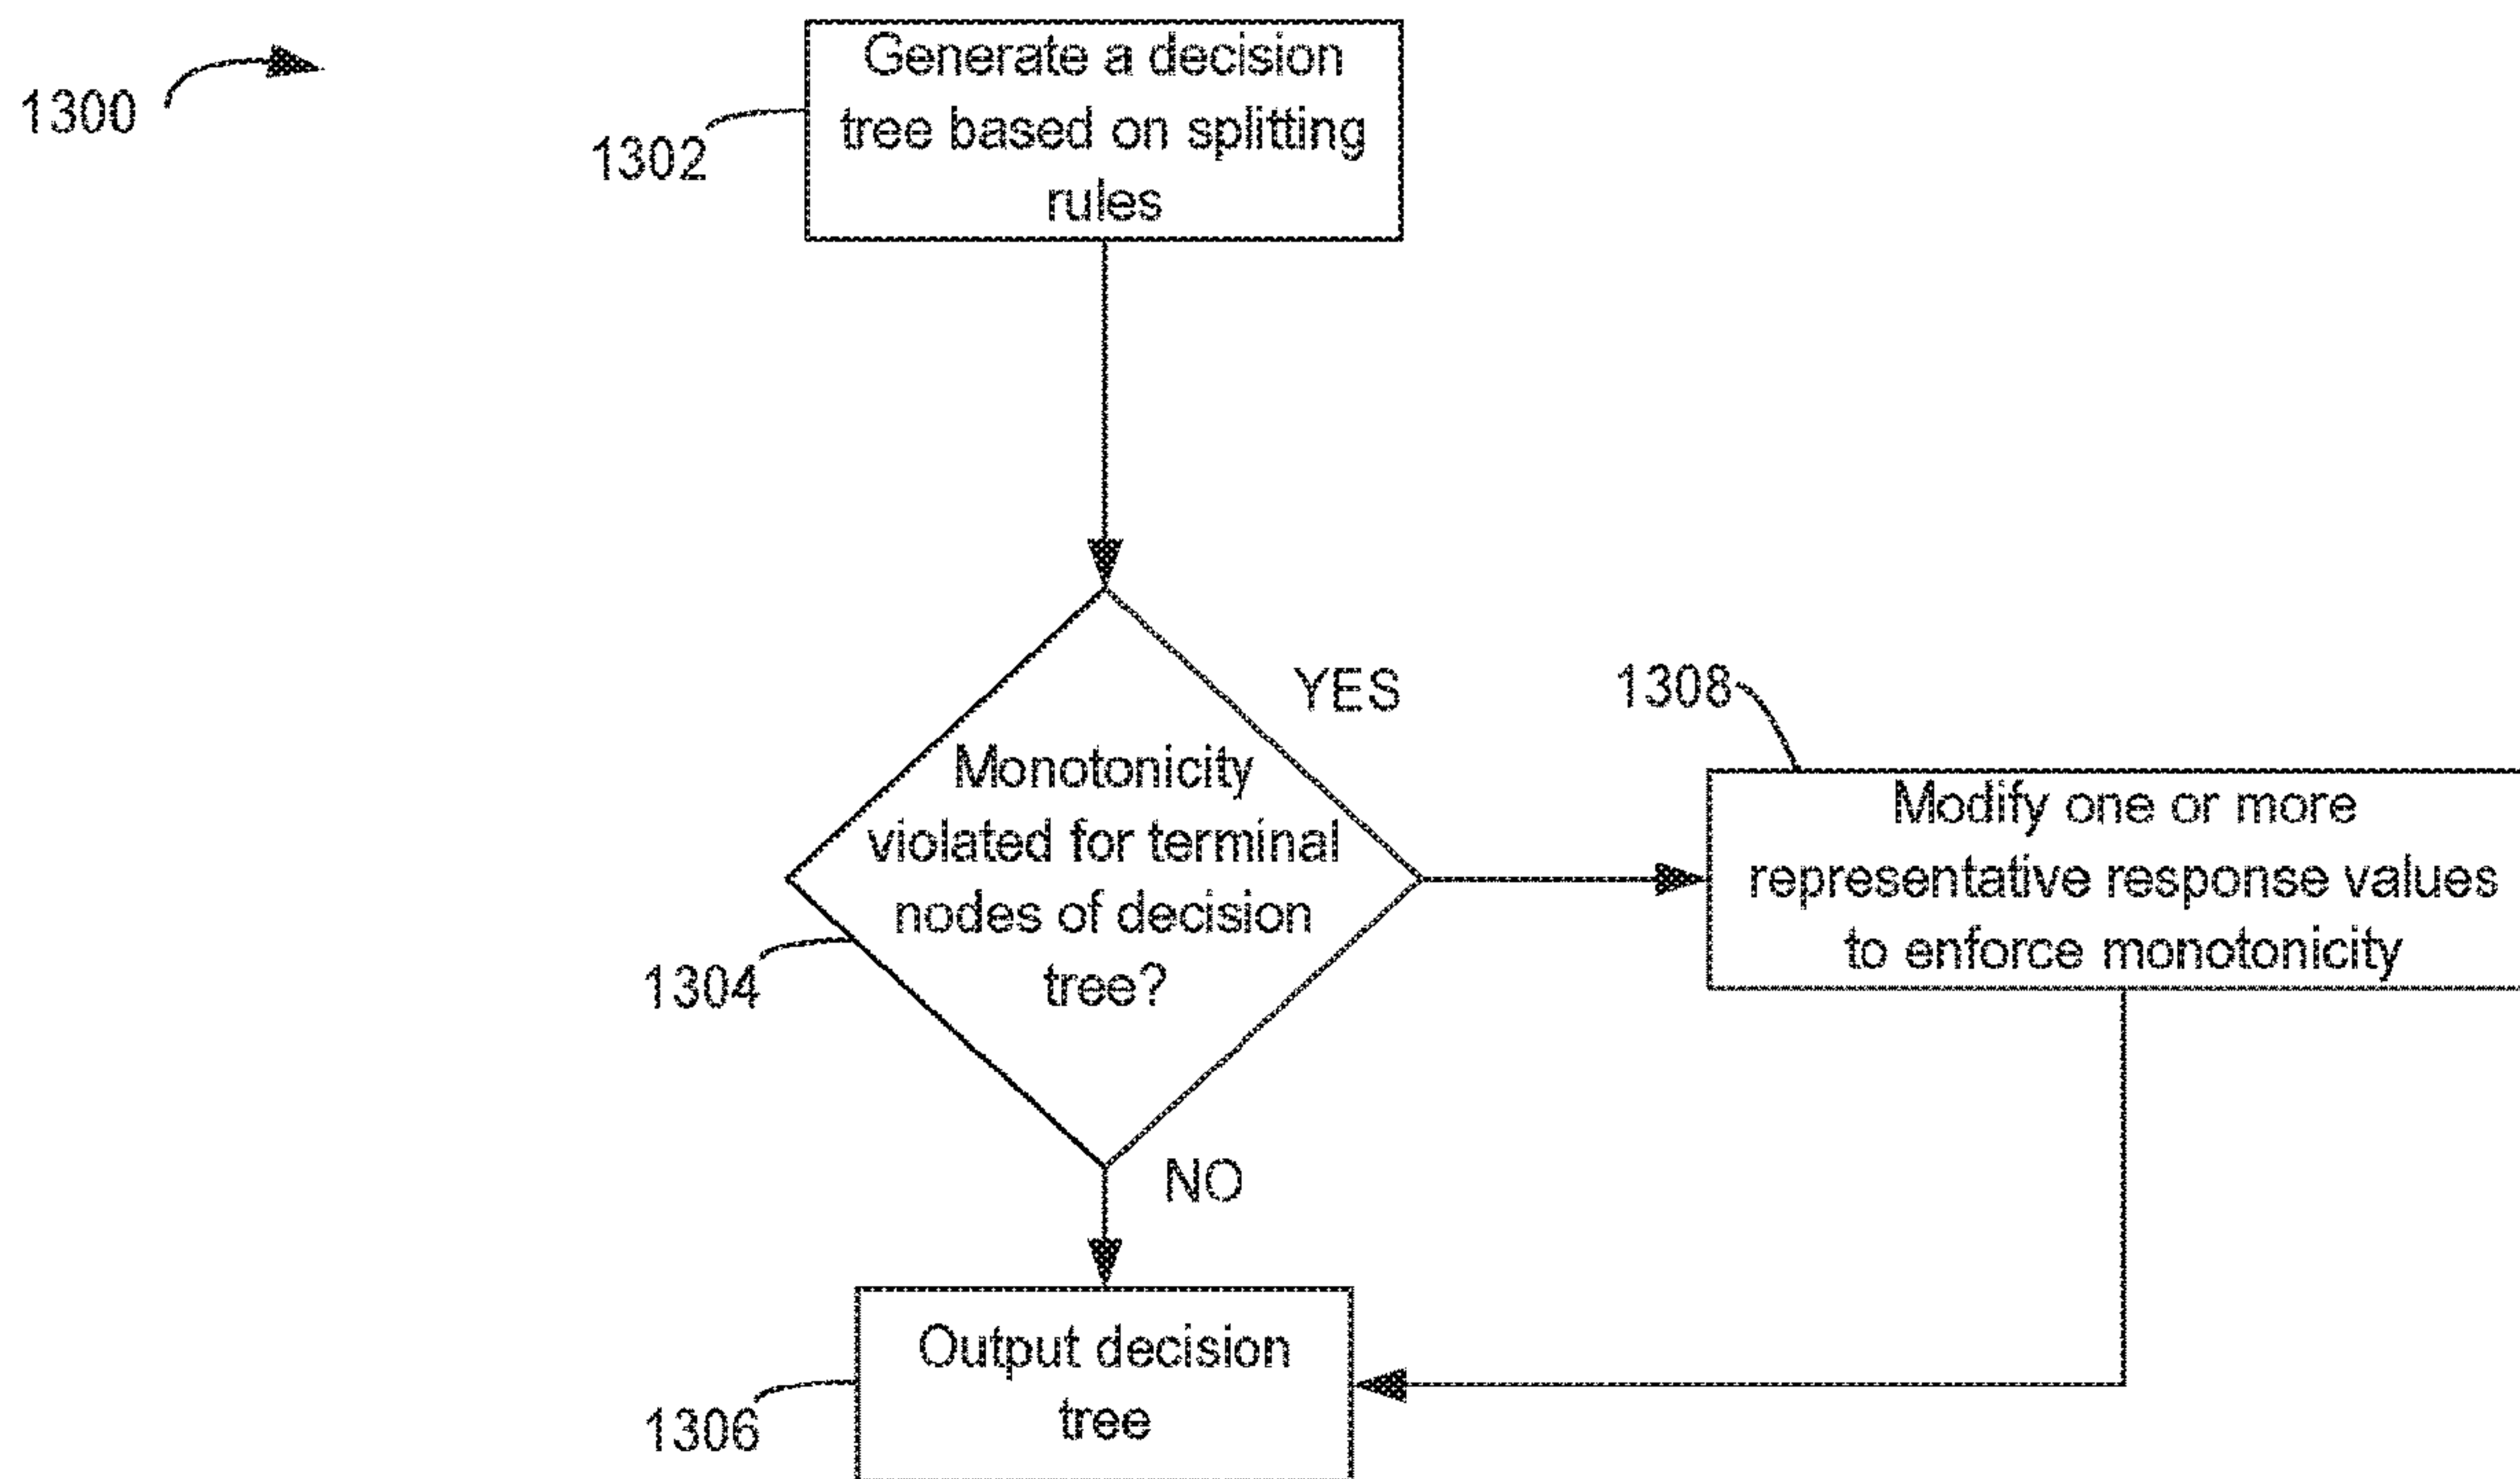 1300
1302
Generate a decision
tree based on splitting
rules
YES
1308
Monotonicity
violated for terminal
nodes of decision
tree?
1304
Modify one or more
representative response values
to enforce monotonicity
NO
Output decision
tree
1306